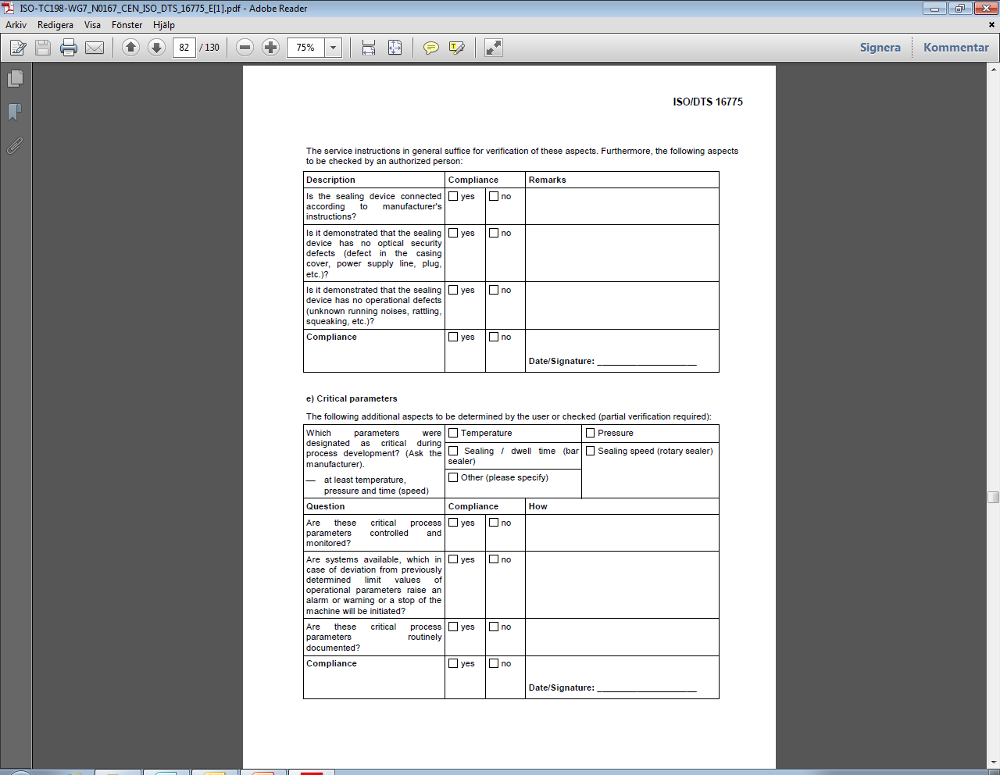 ISO-TC198-WG7_N0167_CEN_ISO_DTS_16775_E[1].pdf - Adobe Reader
Arkiv Redigera Visa Fönster Hjälp
82 / 130 75% Signera Kommentar
ISO/DTS 16775
The service instructions in general suffice for verification of these aspects. Furthermore, the following aspects
to be checked by an authorized person:
Description Compliance Remarks
Is the sealing device connected yes no
according to manufacturer's
instructions?
Is it demonstrated that the sealing yes no
device has no optical security
defects (defect in the casing
cover, power supply line, plug,
etc.)?
Is it demonstrated that the sealing yes no
device has no operational defects
(unknown running noises, rattling,
squeaking, etc.)?
Compliance yes no
Date/Signature: ____________________
e) Critical parameters
The following additional aspects to be determined by the user or checked (partial verification required):
Which parameters were Temperature Pressure
designated as critical during
process development? (Ask the
manufacturer).
— at least temperature,
pressure and time (speed)
Sealing / dwell time (bar Sealing speed (rotary sealer)
sealer)
Other (please specify)
Question Compliance How
Are these critical process yes no
parameters controlled and
monitored?
Are systems available, which in yes no
case of deviation from previously
determined limit values of
operational parameters raise an
alarm or warning or a stop of the
machine will be initiated?
Are these critical process yes no
parameters routinely
documented?
Compliance yes no
Date/Signature: ____________________